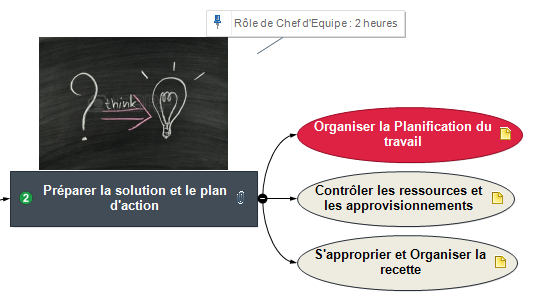 Rôle de Chef d'Equipe : 2 heures
think
Organiser la Planification du
travail
2
Préparer la solution et le plan
d'action
Contrôler les ressources et
les approvisionnements
S'approprier et Organiser la
recette